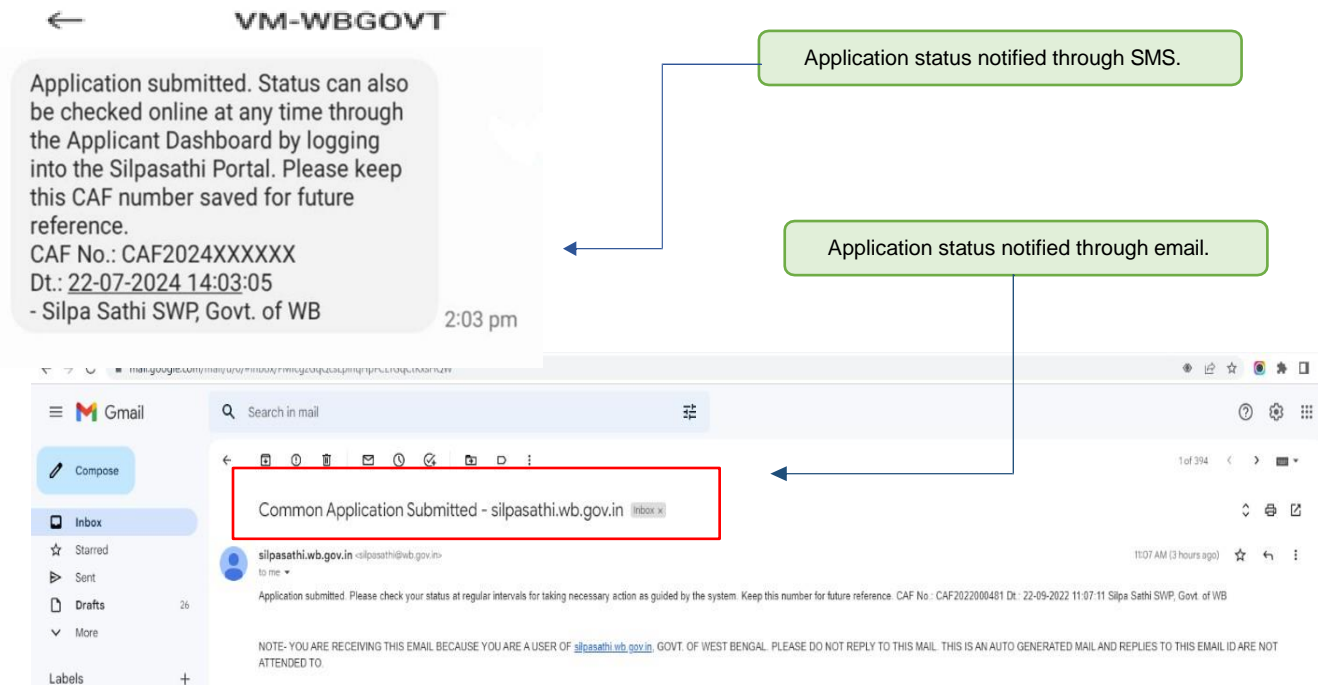 VM-WBGOVT
Application submitted. Status can also
be checked online at any time through
the Applicant Dashboard by logging
into the Silpasathi Portal. Please keep
this CAF number saved for future
reference.
CAF No.: CAF2024XXXXXX
Dt.: 22-07-2024 14:03:05
- Silpa Sathi SWP, Govt. of WB
2:03 pm
Application status notified through SMS.
Application status notified through email.
Gmail
Search in mail
Compose
1 of 394
Common Application Submitted - silpasathi.wb.gov.in Inbox x
Inbox
Starred
silpasathi.wb.gov.in <silpasathi@wb.gov.in>
11:07 AM (3 hours ago)
to me
Sent
Drafts 26
Application submitted. Please check your status at regular intervals for taking necessary action as guided by the system. Keep this number for future reference. CAF No.: CAF2022000481 Dt.: 22-09-2022 11:07:11 Silpa Sathi SWP, Govt. of WB
More
NOTE- YOU ARE RECEIVING THIS EMAIL BECAUSE YOU ARE A USER OF silpasathi.wb.gov.in, GOVT. OF WEST BENGAL. PLEASE DO NOT REPLY TO THIS MAIL. THIS IS AN AUTO GENERATED MAIL AND REPLIES TO THIS EMAIL ID ARE NOT
ATTENDED TO.
Labels +